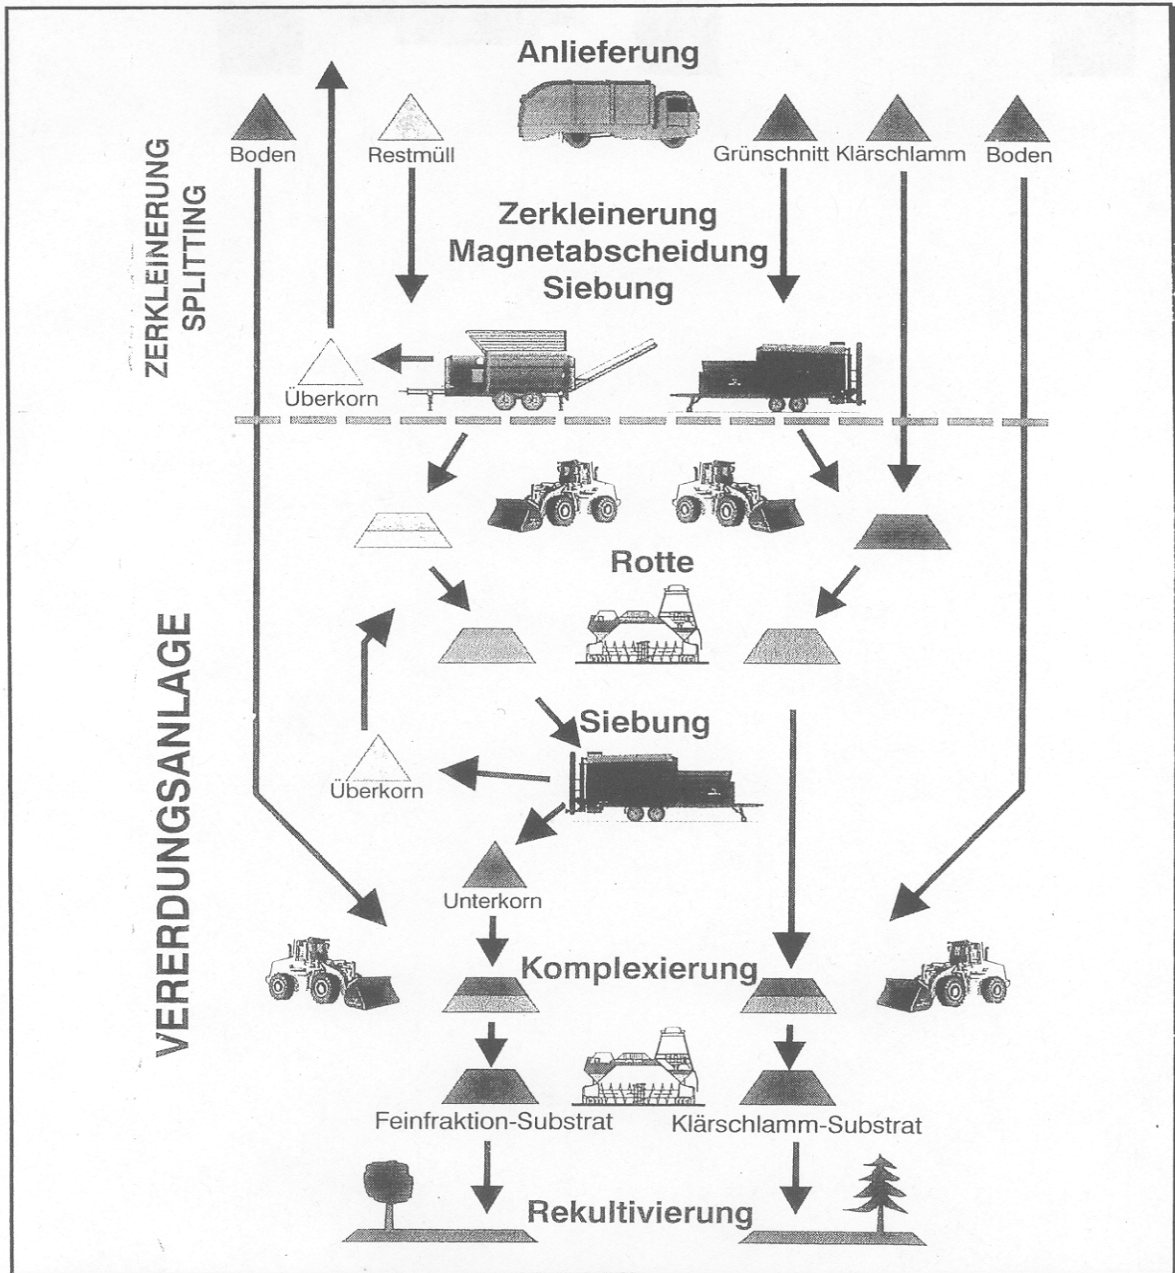 Anlieferung
Boden
Restmüll
Grünschnitt
Klärschlamm
Boden
ZERKLEINERUNG
SPLITTING
Zerkleinerung
Magnetabscheidung
Siebung
Überkorn
Rotte
VERERDUNGSANLAGE
Siebung
Überkorn
Unterkorn
Komplexierung
Feinfraktion-Substrat
Klärschlamm-Substrat
Rekultivierung